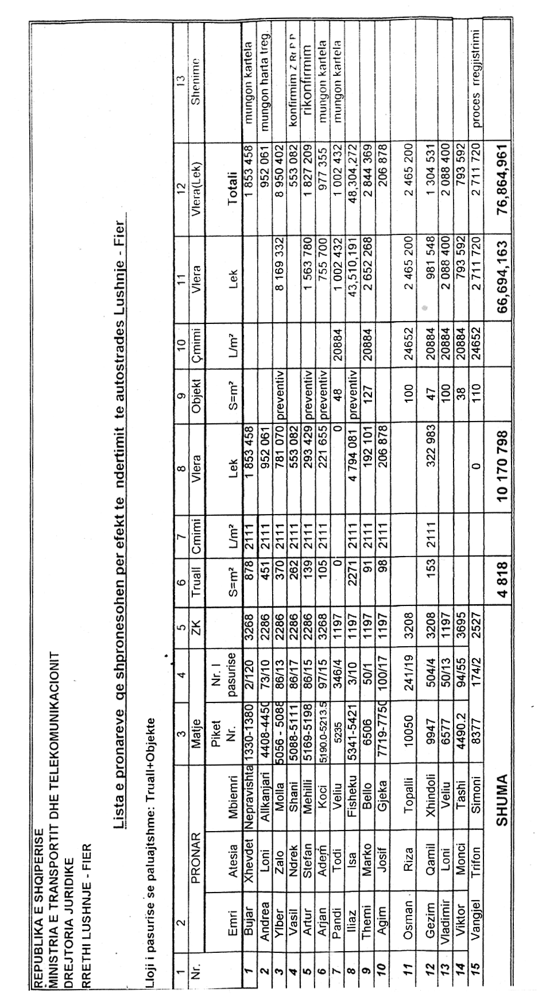 REPUBLIKA E SHQIPERISE
MINISTRIA E TRANSPORTIT DHE TELEKOMUNIKACIONIT
DREJTORIA JURIDIKE
RRETHI LUSHNJE - FIER
Lista e pronareve qe shpronesohen per efekt te ndertimit te autostrades Lushnje - Fier
Lloji i pasurise se paluajtshme: Truall+Objekte
1 2 3 4 5 6 7 8 9 10 11 12 13
Nr. PRONAR Matje ZK Truall Cmimi Vlera Objekt Çmimi Vlera Vlera(Lek) Shenime
Emri Atesia Mbiemri Piket Nr. Nr. I pasurise S=m² L/m² Lek S=m² L/m² Lek Totali
1 Bujar Xhevdet Nepravishta 1330-1380 2/120 3268 878 2111 1 853 458 1 853 458 mungon kartela
2 Andrea Loni Allkanjari 4408-4450 73/10 2286 451 2111 952 061 952 061 mungon harta treg.
3 Ylber Zalo Molla 5056 - 5088 86/13 2286 370 2111 781 070 preventiv 8 169 332 8 950 402
4 Vasil Ndrek Shani 5088-5111 86/17 2286 262 2111 553 082 553 082 konfirmim Z Rr P P
5 Artur Stefan Mehilli 5169-5198 86/15 2286 139 2111 293 429 preventiv 1 563 780 1 827 209 rikonfirmim
6 Arjan Adem Koci 5190.0-5213.5 97/15 3268 105 2111 221 655 preventiv 755 700 977 355 mungon kartela
7 Pandi Todi Veliu 5235 346/4 1197 0 0 48 20884 1 002 432 1 002 432 mungon kartela
8 Iliaz Isa Fisheku 5341-5421 3/10 1197 2271 2111 4 794 081 preventiv 43,510,191 48,304,272
9 Themi Marko Bello 6506 50/1 1197 91 2111 192 101 127 20884 2 652 268 2 844 369
10 Agim Josif Gjeka 7719-7750 100/17 1197 98 2111 206 878 206 878
11 Osman Riza Topalli 10050 241/19 3208 100 24652 2 465 200 2 465 200
12 Gezim Qamil Xhindoli 9947 504/4 3208 153 2111 322 983 47 20884 981 548 1 304 531
13 Vladimir Loni Veliu 6577 50/13 1197 100 20884 2 088 400 2 088 400
14 Viktor Monci Tashi 4490.2 94/55 3695 38 20884 793 592 793 592
15 Vangjel Trifon Simoni 8377 174/2 2527 0 110 24652 2 711 720 2 711 720 proces rregjistrimi
SHUMA 4 818 10 170 798 66,694,163 76,864,961